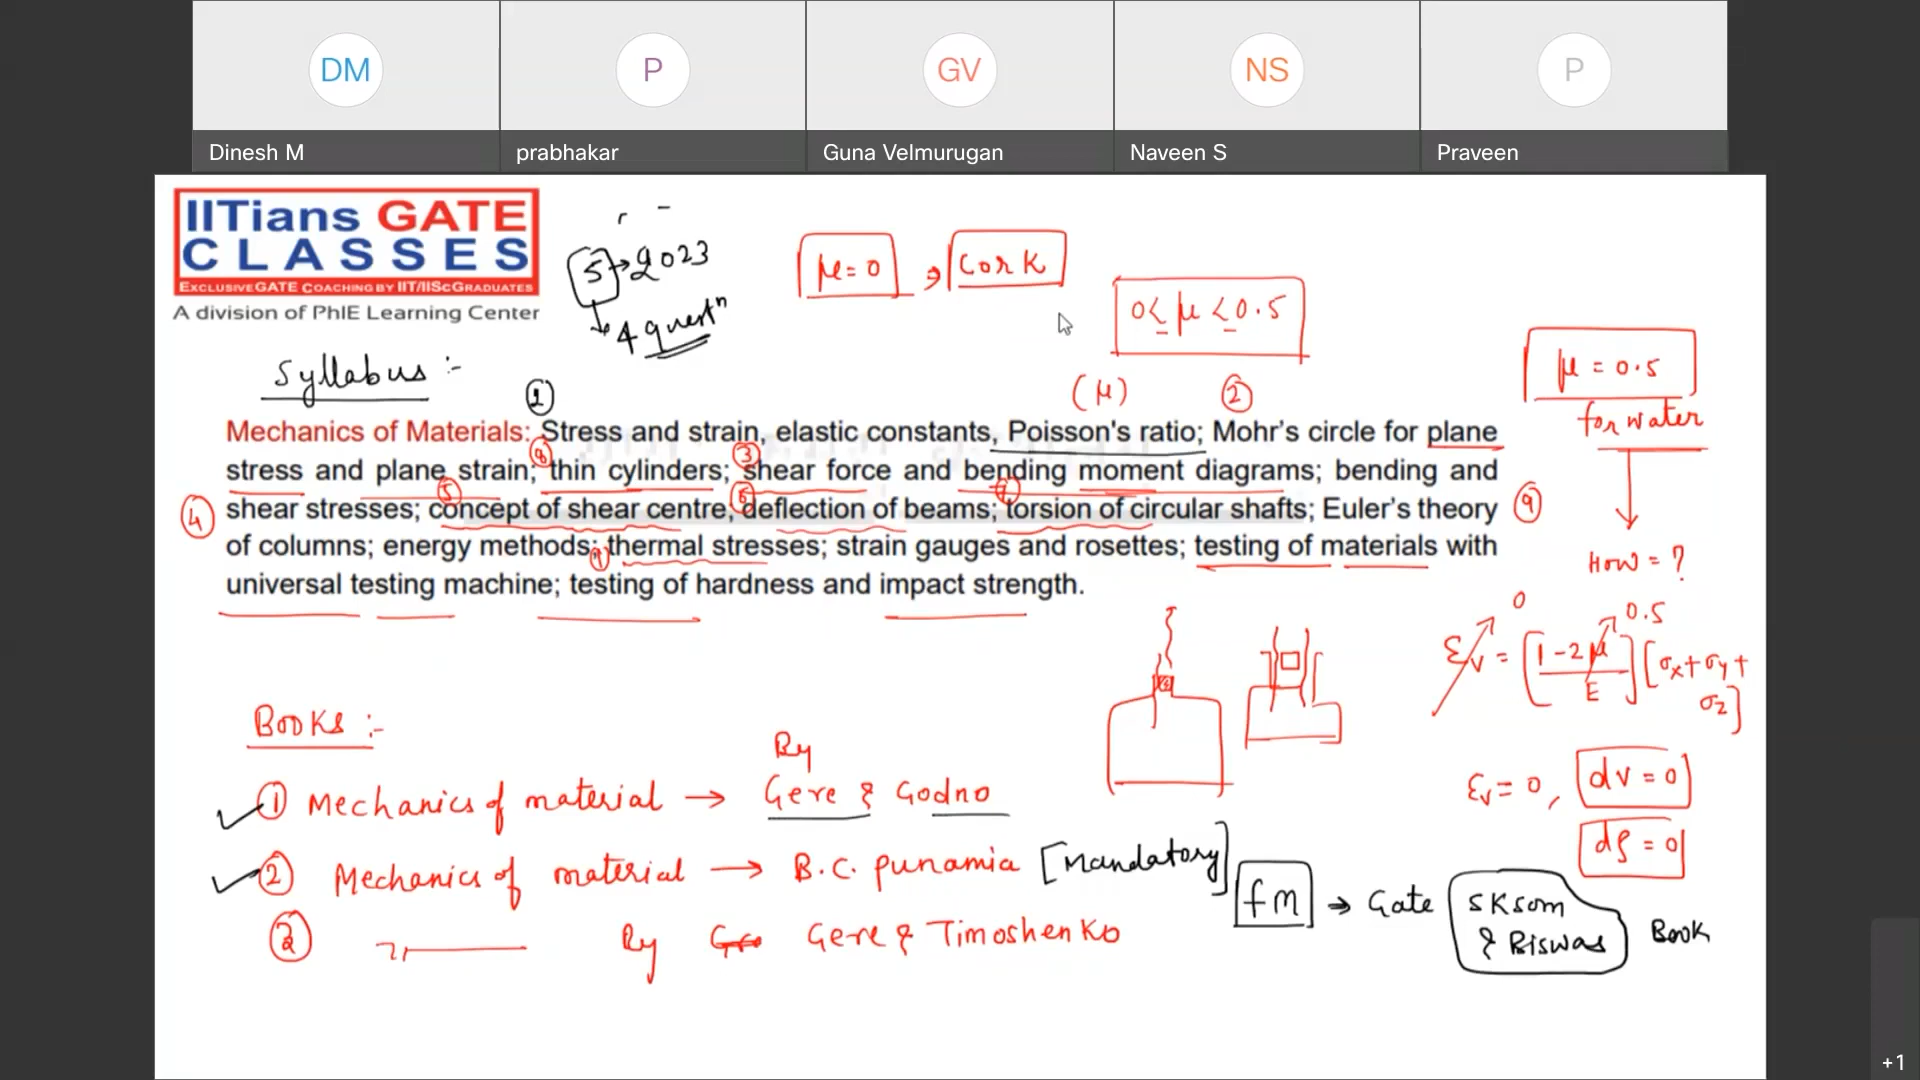 DM
P
GV
NS
P
Dinesh M
prabhakar
Guna Velmurugan
Naveen S
Praveen
IITians GATE
CLASSES
EXCLUSIVE GATE COACHING BY IIT/IISc GRADUATES
A division of PhIE Learning Center
5 → 2023
4 questⁿ
μ = 0 , Cork
0 ≤ μ ≤ 0.5
μ = 0.5
for water
How = ?
Syllabus :-
(μ) ②
Mechanics of Materials: Stress and strain, elastic constants, Poisson's ratio; Mohr's circle for plane
stress and plane strain; thin cylinders; shear force and bending moment diagrams; bending and
shear stresses; concept of shear centre; deflection of beams; torsion of circular shafts; Euler's theory
of columns; energy methods; thermal stresses; strain gauges and rosettes; testing of materials with
universal testing machine; testing of hardness and impact strength.
0
0.5
εv = [1-2μ / E] [σx + σy + σz]
εv = 0, dv = 0
dρ = 0
Books :-
By
① Mechanics of material → Gere & Godno
② Mechanics of material → B.C. punamia [Mandatory]
③ By Gere & Timoshenko
fm → Gate SKsom & Biswas Book
+1